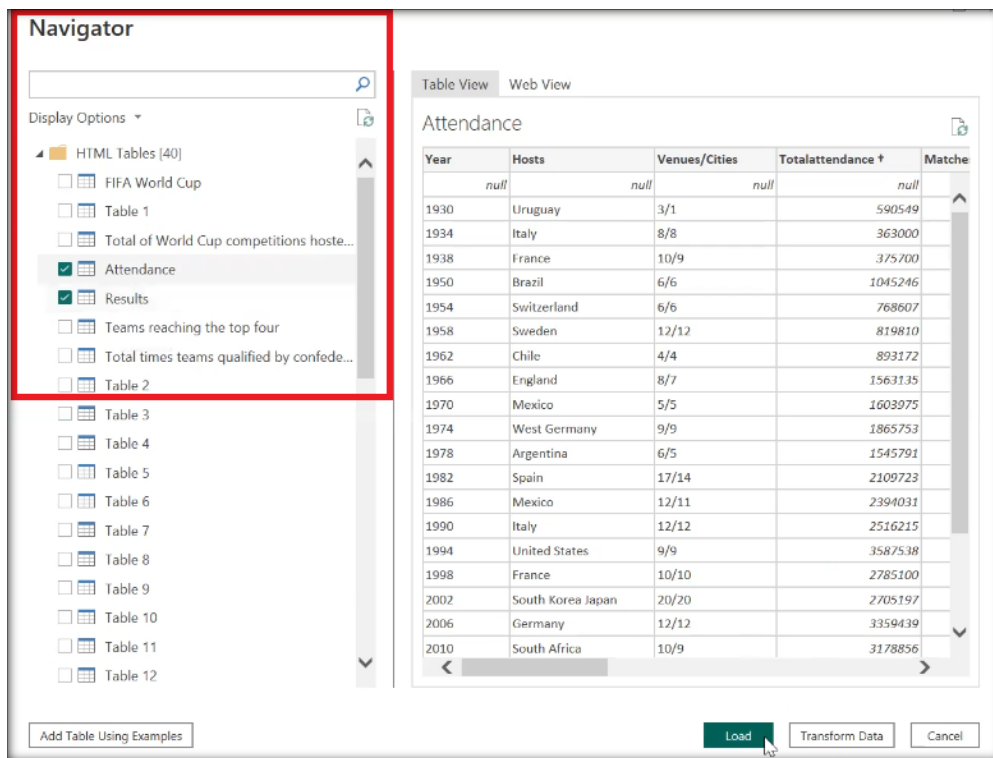 Navigator
Display Options
HTML Tables [40]
FIFA World Cup
Table 1
Total of World Cup competitions hoste...
Attendance
Results
Teams reaching the top four
Total times teams qualified by confede...
Table 2
Table 3
Table 4
Table 5
Table 6
Table 7
Table 8
Table 9
Table 10
Table 11
Table 12
Add Table Using Examples
Table View Web View
Attendance
Year Hosts Venues/Cities Totalattendance † Matche
null null null null
1930 Uruguay 3/1 590549
1934 Italy 8/8 363000
1938 France 10/9 375700
1950 Brazil 6/6 1045246
1954 Switzerland 6/6 768607
1958 Sweden 12/12 819810
1962 Chile 4/4 893172
1966 England 8/7 1563135
1970 Mexico 5/5 1603975
1974 West Germany 9/9 1865753
1978 Argentina 6/5 1545791
1982 Spain 17/14 2109723
1986 Mexico 12/11 2394031
1990 Italy 12/12 2516215
1994 United States 9/9 3587538
1998 France 10/10 2785100
2002 South Korea Japan 20/20 2705197
2006 Germany 12/12 3359439
2010 South Africa 10/9 3178856
Load Transform Data Cancel